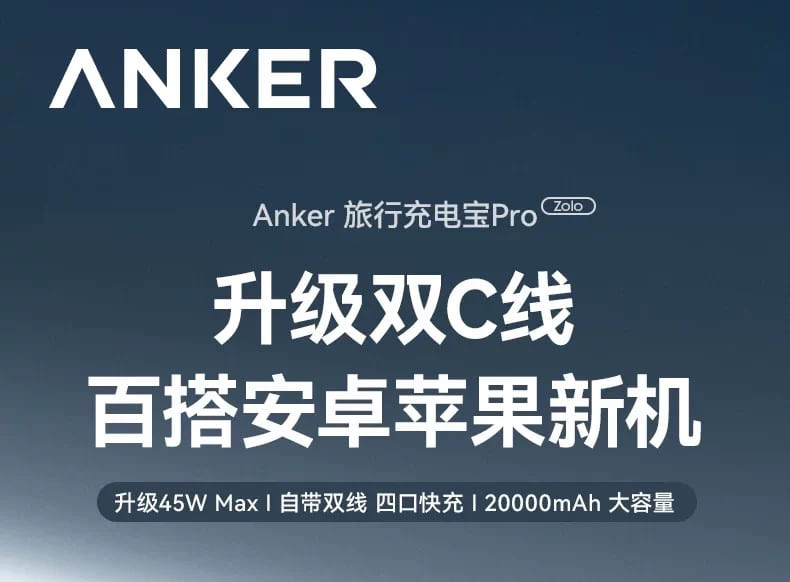 ANKER
Anker 旅行充电宝Pro Zolo
升级双C线
百搭安卓苹果新机
升级45W Max | 自带双线 四口快充 | 20000mAh 大容量